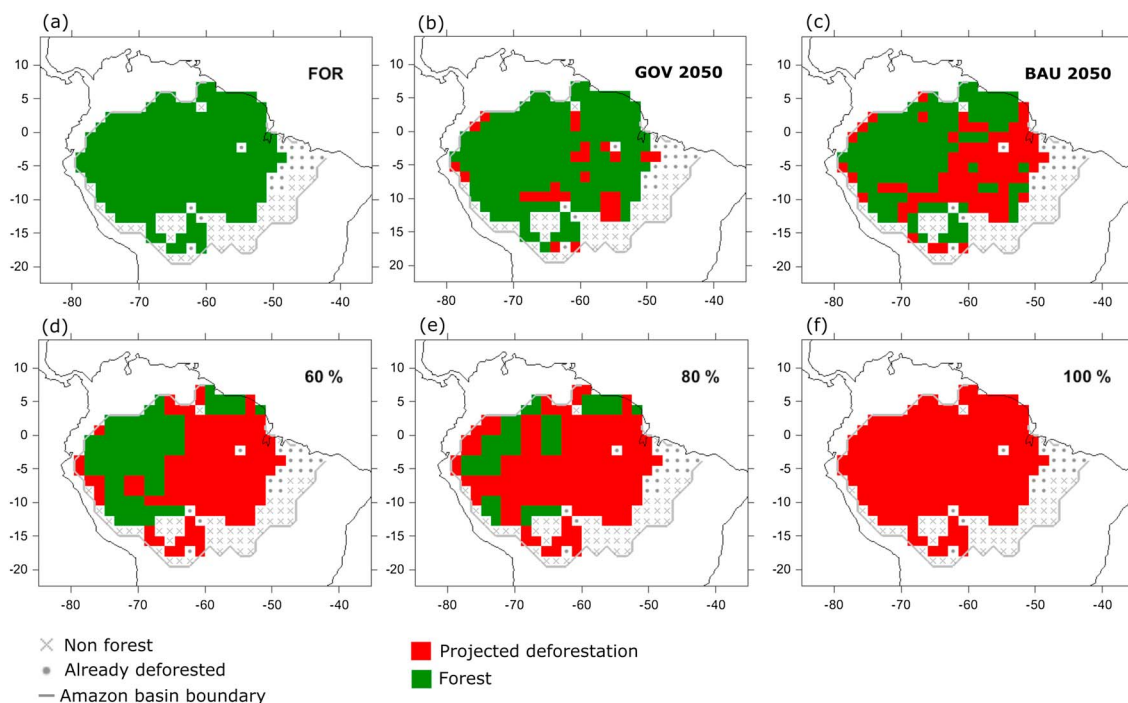 (a) (b) (c)
FOR GOV 2050 BAU 2050
10 10 10
5 5 5
0 0 0
-5 -5 -5
-10 -10 -10
-15 -15 -15
-20 20 -20
-80 -70 -60 -50 -40 -80 -70 -60 -50 -40 -80 -70 -60 -50 -40
(d) (e) (f)
60 % 80 % 100 %
10 10 10
5 5 5
0 0 0
-5 -5 -5
-10 -10 -10
-15 -15 -15
-20 -20 -20
-80 -70 -60 -50 -40 -80 -70 -60 -50 -40 -80 -70 -60 -50 -40
Non forest
Already deforested
Amazon basin boundary
Projected deforestation
Forest